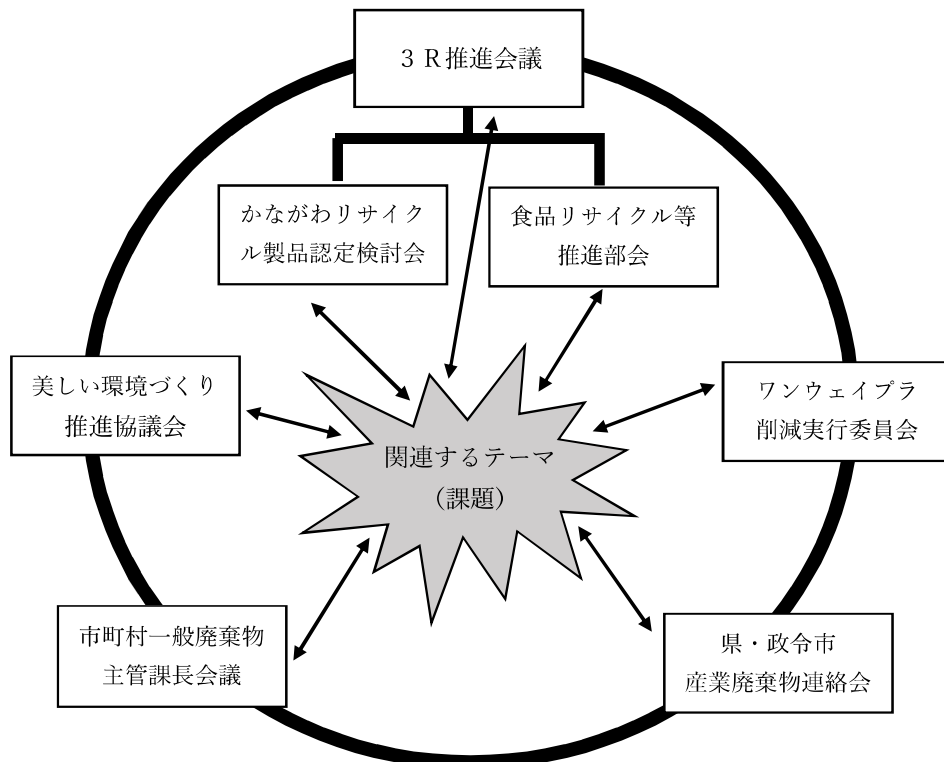 ３Ｒ推進会議
かながわリサイク
ル製品認定検討会
食品リサイクル等
推進部会
美しい環境づくり
推進協議会
ワンウェイプラ
削減実行委員会
関連するテーマ
（課題）
市町村一般廃棄物
主管課長会議
県・政令市
産業廃棄物連絡会